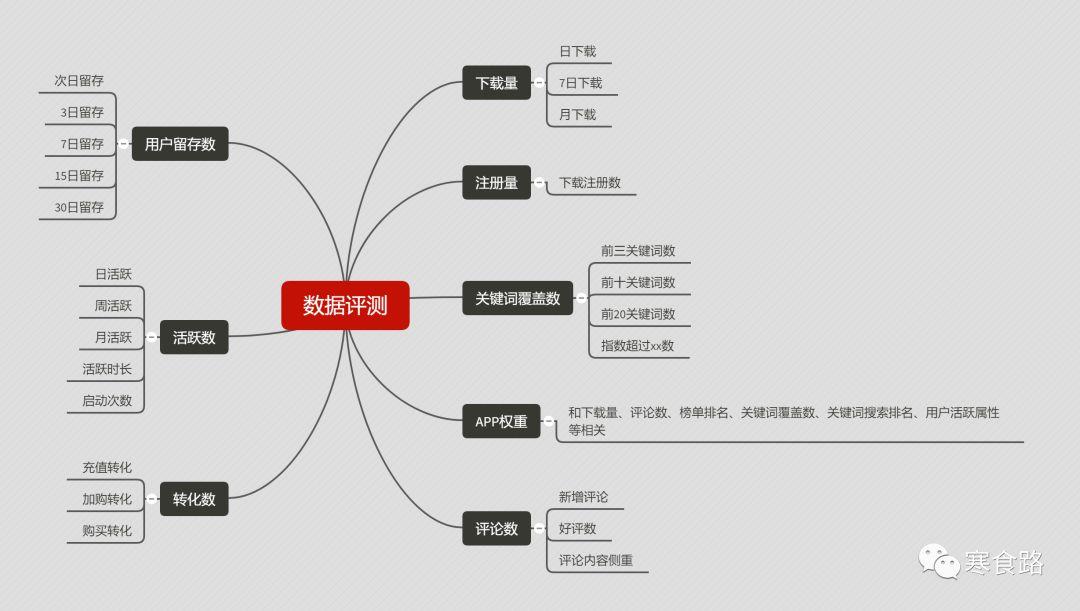 数据评测
用户留存数
次日留存
3日留存
7日留存
15日留存
30日留存
活跃数
日活跃
周活跃
月活跃
活跃时长
启动次数
转化数
充值转化
加购转化
购买转化
下载量
日下载
7日下载
月下载
注册量
下载注册数
关键词覆盖数
前三关键词数
前十关键词数
前20关键词数
指数超过xx数
APP权重
和下载量、评论数、榜单排名、关键词覆盖数、关键词搜索排名、用户活跃属性
等相关
评论数
新增评论
好评数
评论内容侧重
寒食路